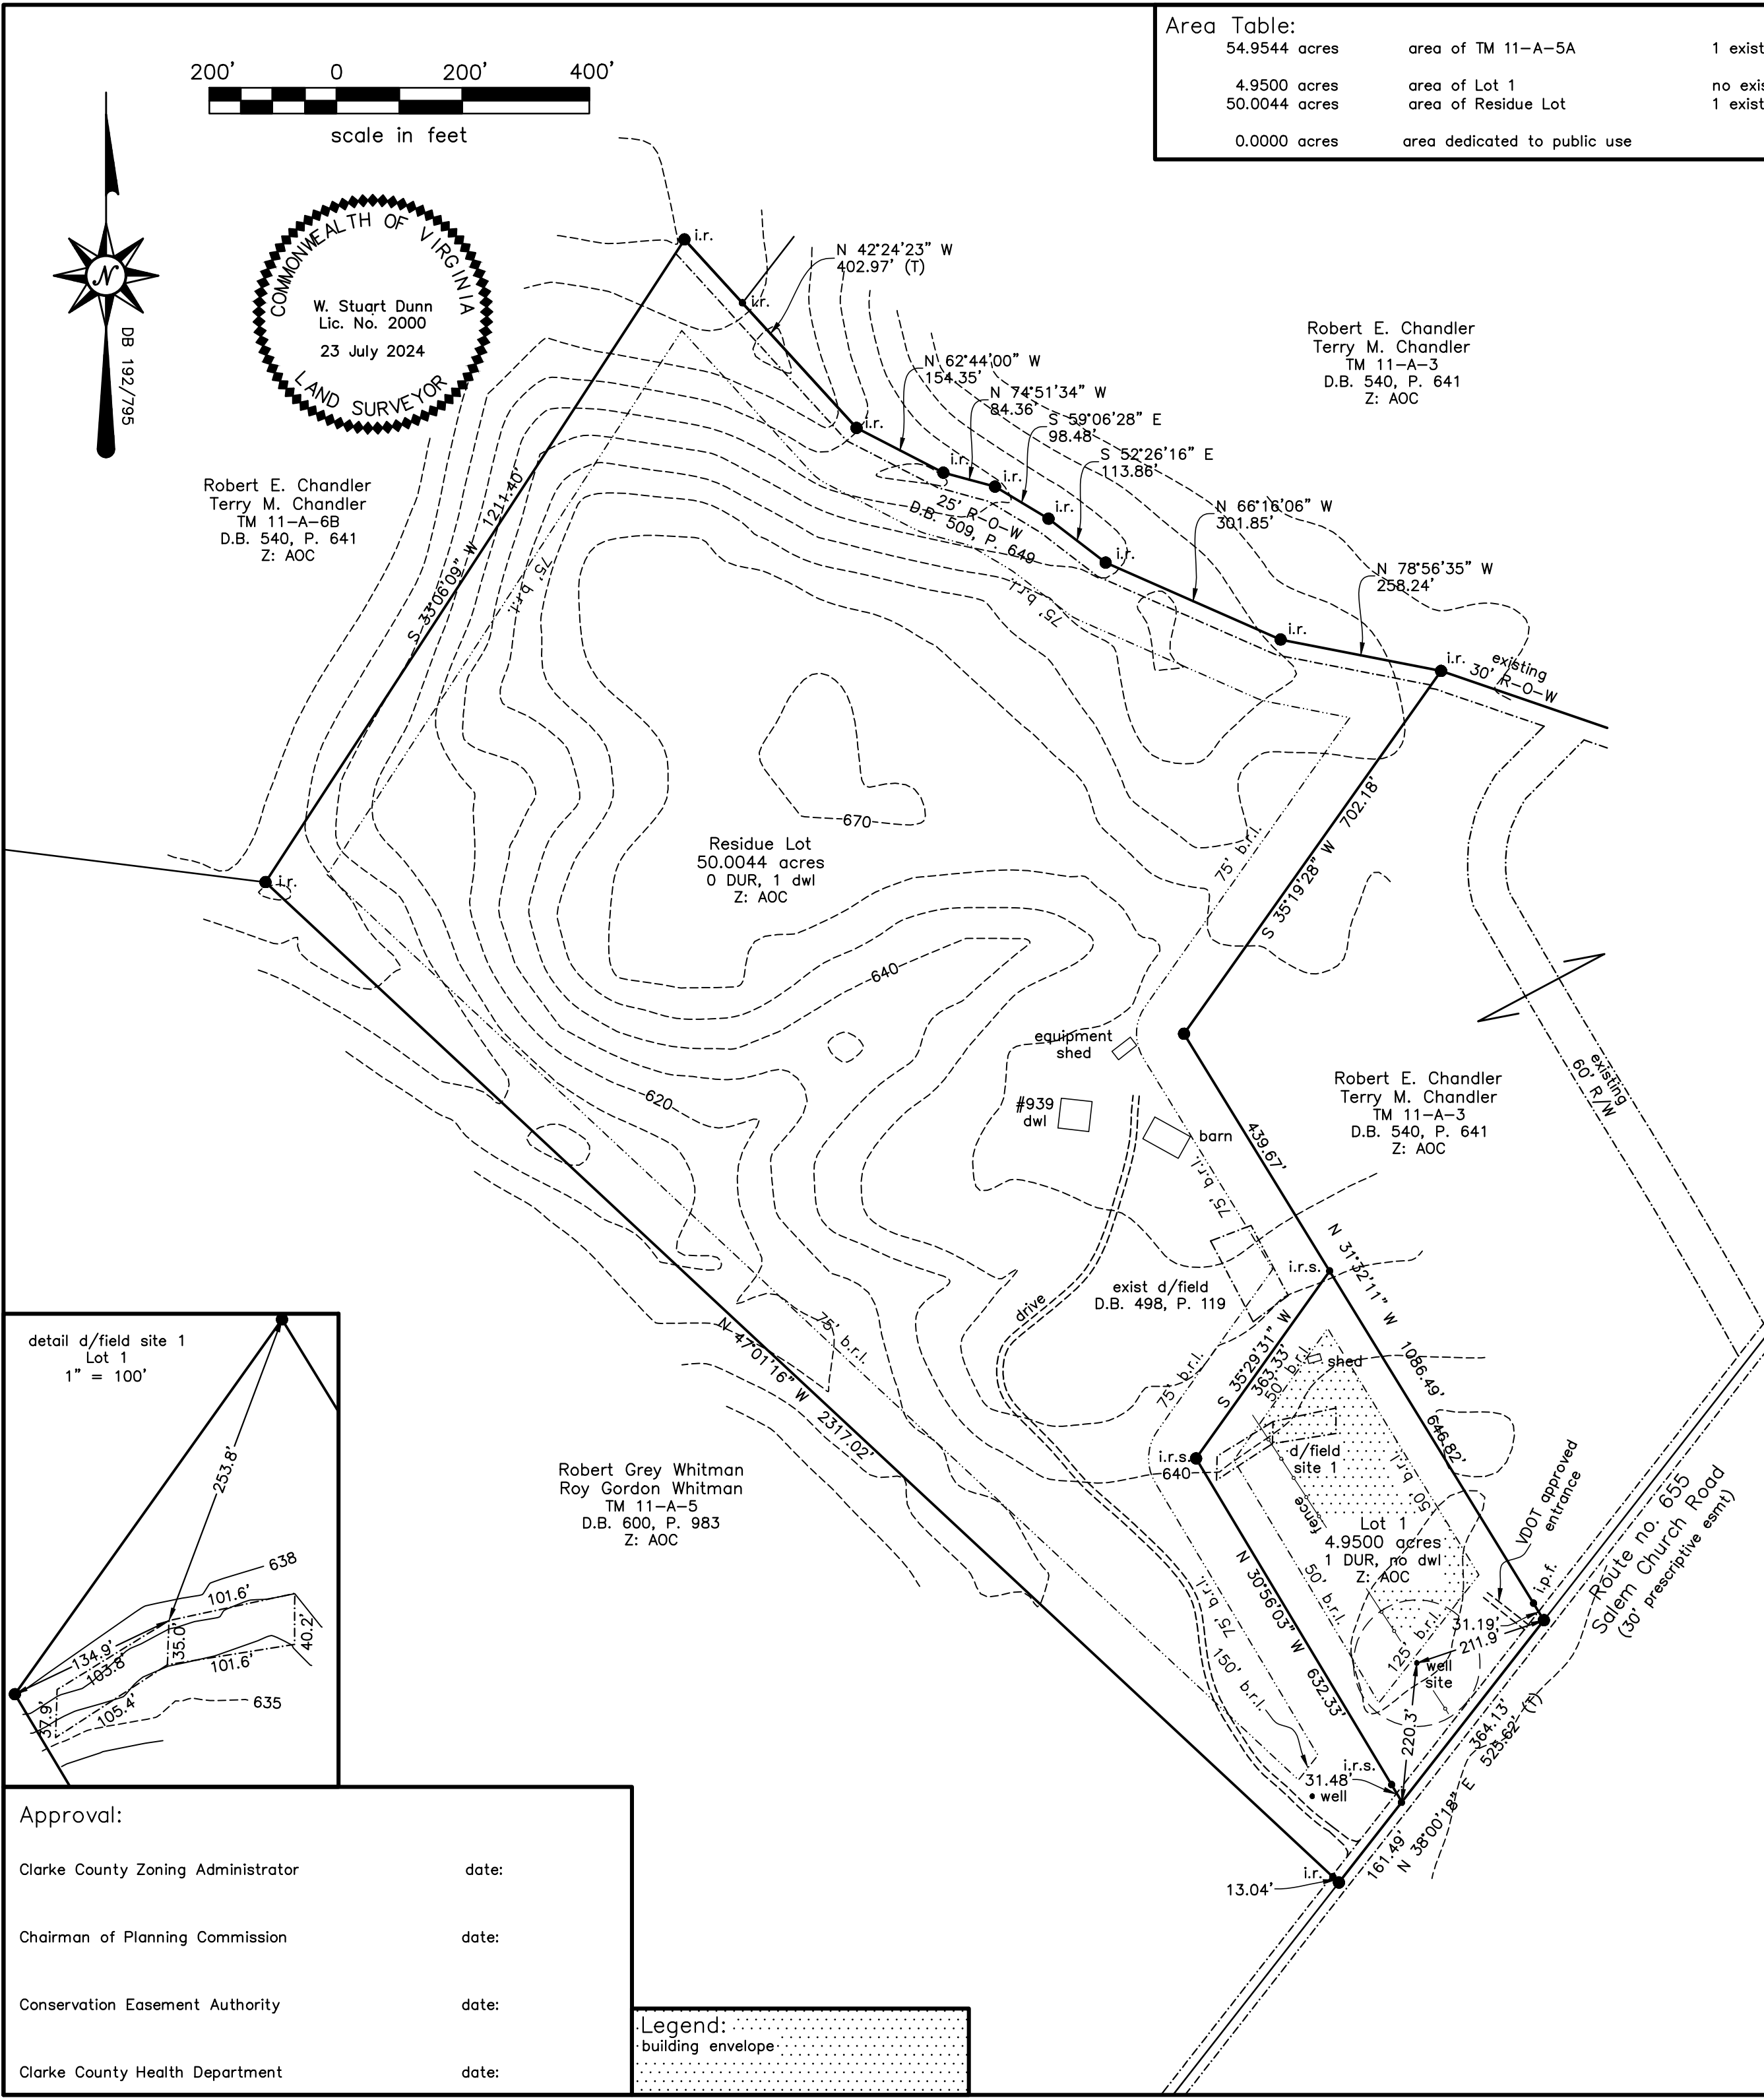 Area Table:
54.9544 acres area of TM 11-A-5A 1 exist
4.9500 acres area of Lot 1 no exis
50.0044 acres area of Residue Lot 1 exist
0.0000 acres area dedicated to public use
200' 0 200' 400'
scale in feet
N
DB 192/795
COMMONWEALTH OF VIRGINIA
W. Stuart Dunn
Lic. No. 2000
23 July 2024
LAND SURVEYOR
i.r.
i.r.
N 42°24'23" W
402.97' (T)
Robert E. Chandler
Terry M. Chandler
TM 11-A-3
D.B. 540, P. 641
Z: AOC
N 62°44'00" W
154.35'
N 74°51'34" W
84.36'
S 59°06'28" E
98.48'
S 52°26'16" E
113.86'
i.r.
i.r.
i.r.
i.r.
i.r.
Robert E. Chandler
Terry M. Chandler
TM 11-A-6B
D.B. 540, P. 641
Z: AOC
S 33°06'09" W 1211.40'
75' b.r.l.
25' R-O-W
D.B. 509, P. 649
75' b.r.l.
N 66°16'06" W
301.85'
N 78°56'35" W
258.24'
i.r.
i.r.
existing
30' R-O-W
670
Residue Lot
50.0044 acres
0 DUR, 1 dwl
Z: AOC
i.r.
75' b.r.l.
S 35°19'28" W 702.18'
640
equipment
shed
#939
dwl
barn
620
75' b.r.l.
439.67'
Robert E. Chandler
Terry M. Chandler
TM 11-A-3
D.B. 540, P. 641
Z: AOC
existing
60' R/W
i.r.s.
N 31°32'11" W 1086.49'
exist d/field
D.B. 498, P. 119
drive
N 47°01'16" W 2317.02'
75' b.r.l.
S 35°29'31" W
363.33'
75' b.r.l.
50' b.r.l.
shed
646.82'
i.r.s.
640
d/field
site 1
50' b.r.l.
fence
Lot 1
4.9500 acres
1 DUR, no dwl
Z: AOC
VDOT approved
entrance
i.p.f.
Route no. 655
Salem Church Road
(30' prescriptive esmt)
Robert Grey Whitman
Roy Gordon Whitman
TM 11-A-5
D.B. 600, P. 983
Z: AOC
N 30°56'03" W 632.33'
50' b.r.l.
75' b.r.l.
150' b.r.l.
125' b.r.l.
31.19'
211.9'
well
site
220.3'
364.13'
525.62' (T)
N 38°00'18" E
i.r.s.
31.48'
well
161.49'
i.r.
13.04'
detail d/field site 1
Lot 1
1" = 100'
253.8'
638
101.6'
134.9'
103.8'
35.0'
40.2'
101.6'
37.9'
105.4'
635
Approval:
Clarke County Zoning Administrator date:
Chairman of Planning Commission date:
Conservation Easement Authority date:
Clarke County Health Department date:
Legend:
building envelope